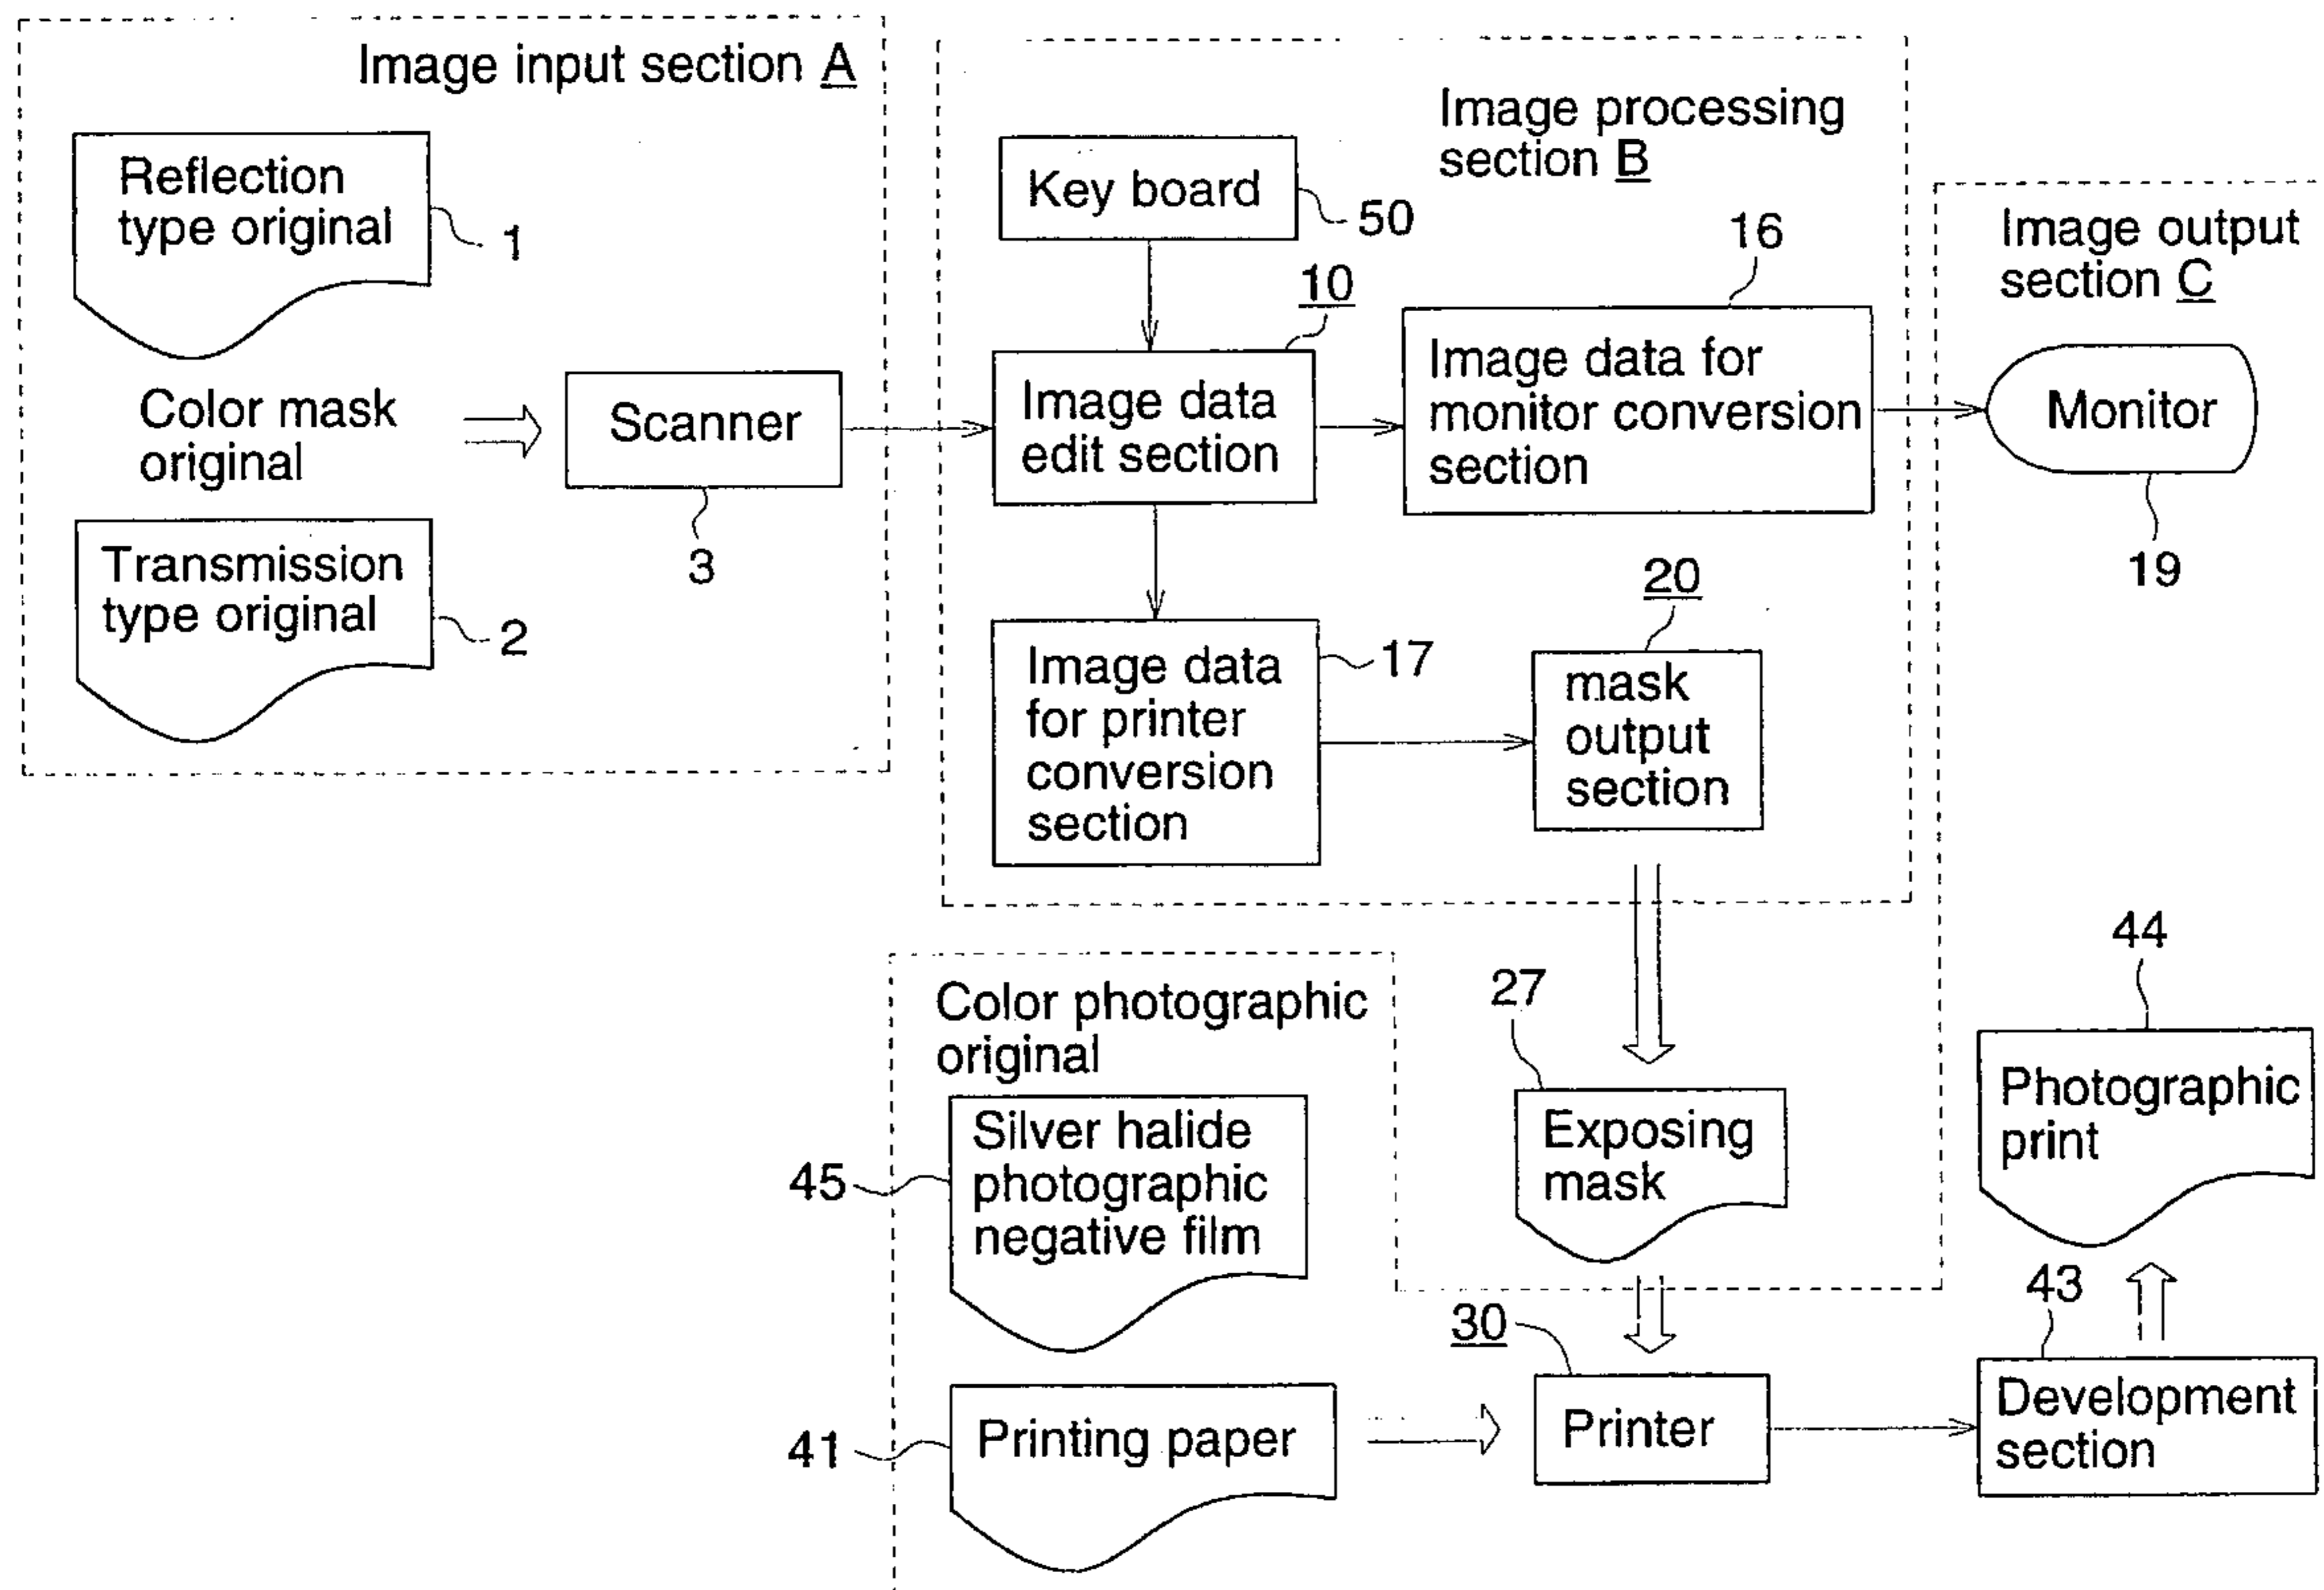 Image input section A
Reflection
type original
1
Color mask
original
Scanner
3
Transmission
type original
2
Image processing
section B
Key board
50
10
Image data
edit section
16
Image data for
monitor conversion
section
17
Image data
for printer
conversion
section
20
mask
output
section
Image output
section C
Monitor
19
Color photographic
original
45
Silver halide
photographic
negative film
41
Printing paper
27
Exposing
mask
30
Printer
44
Photographic
print
43
Development
section